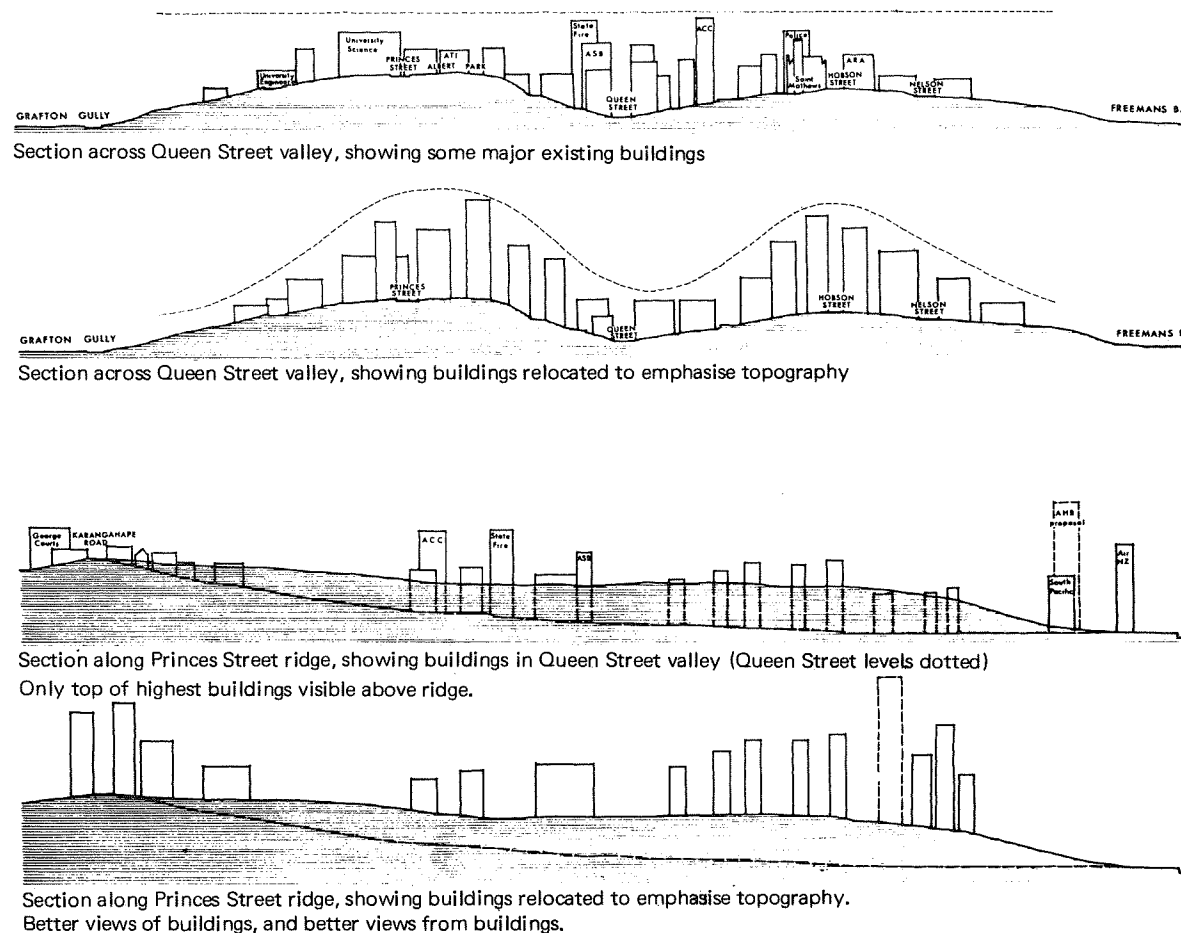 State
Fire
ACC
University
Science
Police
ATI
ASB
ARA
PRINCES
STREET
ALBERT PARK
University
Engineer
Saint
Mathews
HOBSON
STREET
NELSON
STREET
QUEEN
STREET
GRAFTON GULLY
FREEMANS B
Section across Queen Street valley, showing some major existing buildings
PRINCES
STREET
HOBSON
STREET
NELSON
STREET
QUEEN
STREET
GRAFTON GULLY
FREEMANS
Section across Queen Street valley, showing buildings relocated to emphasise topography
George
Courts
KARANGAHAPE
ROAD
ACC
State
Fire
ASB
AHB
proposal
Air
NZ
South
Pacific
Section along Princes Street ridge, showing buildings in Queen Street valley (Queen Street levels dotted)
Only top of highest buildings visible above ridge.
Section along Princes Street ridge, showing buildings relocated to emphasise topography.
Better views of buildings, and better views from buildings.